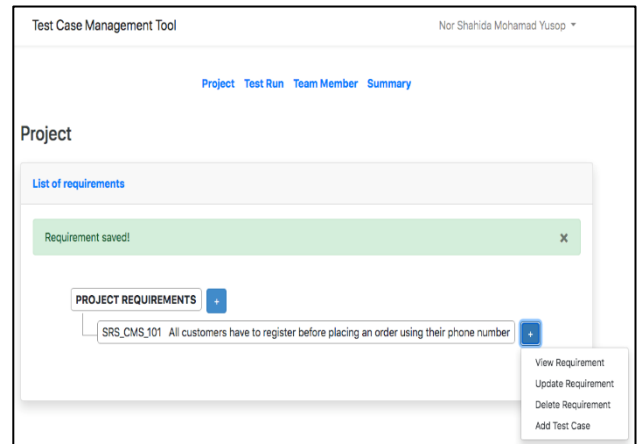 Test Case Management Tool
Nor Shahida Mohamad Yusop
Project Test Run Team Member Summary
Project
List of requirements
Requirement saved!
×
PROJECT REQUIREMENTS +
SRS_CMS_101 All customers have to register before placing an order using their phone number +
View Requirement
Update Requirement
Delete Requirement
Add Test Case